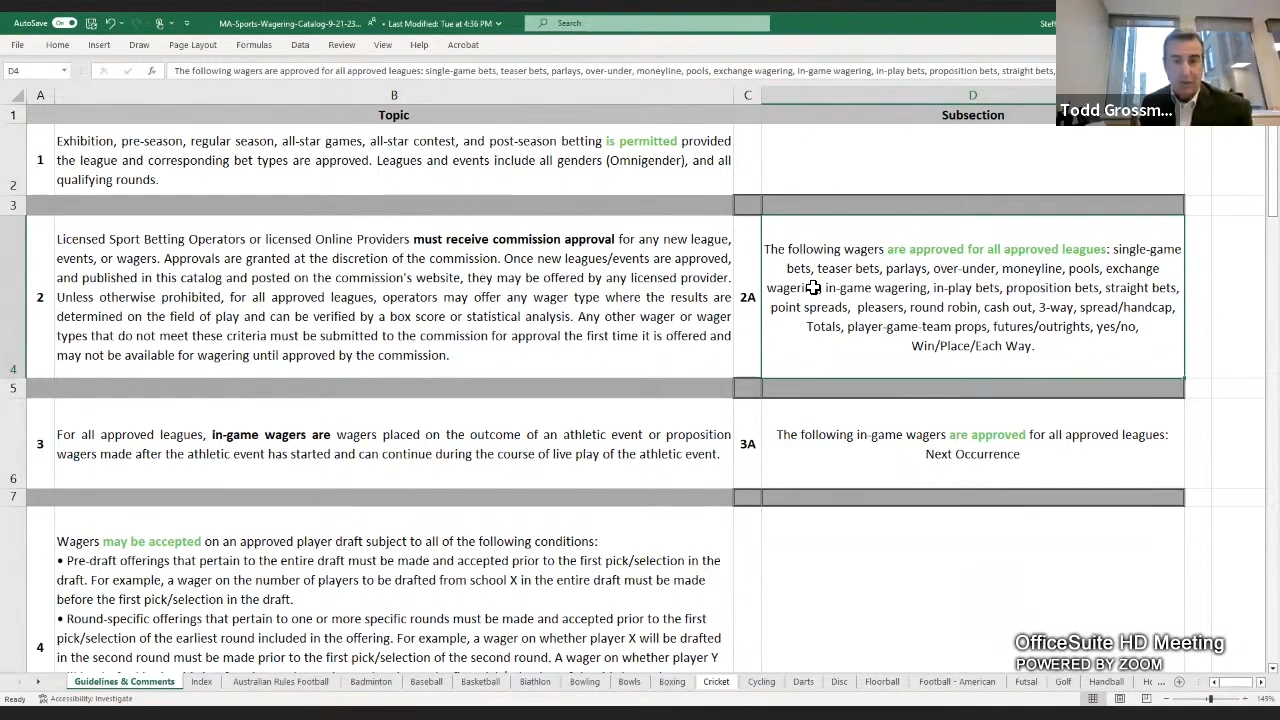 AutoSave On MA-Sports-Wagering-Catalog-9-21-23... • Last Modified: Tue at 4:36 PM Search Steff
File Home Insert Draw Page Layout Formulas Data Review View Help Acrobat
D4 fx The following wagers are approved for all approved leagues: single-game bets, teaser bets, parlays, over-under, moneyline, pools, exchange wagering, in-game wagering, in-play bets, proposition bets, straight bets,
Todd Grossm...
A B C D
1 Topic Subsection
Exhibition, pre-season, regular season, all-star games, all-star contest, and post-season betting is permitted provided
1 the league and corresponding bet types are approved. Leagues and events include all genders (Omnigender), and all
2 qualifying rounds.
3
Licensed Sport Betting Operators or licensed Online Providers must receive commission approval for any new league,
events, or wagers. Approvals are granted at the discretion of the commission. Once new leagues/events are approved,
and published in this catalog and posted on the commission's website, they may be offered by any licensed provider.
2 Unless otherwise prohibited, for all approved leagues, operators may offer any wager type where the results are
determined on the field of play and can be verified by a box score or statistical analysis. Any other wager or wager
types that do not meet these criteria must be submitted to the commission for approval the first time it is offered and
may not be available for wagering until approved by the commission.
4
2A
The following wagers are approved for all approved leagues: single-game
bets, teaser bets, parlays, over-under, moneyline, pools, exchange
in-game wagering, in-play bets, proposition bets, straight bets,
point spreads, pleasers, round robin, cash out, 3-way, spread/handcap,
Totals, player-game-team props, futures/outrights, yes/no,
Win/Place/Each Way.
5
3 For all approved leagues, in-game wagers are wagers placed on the outcome of an athletic event or proposition
wagers made after the athletic event has started and can continue during the course of live play of the athletic event.
6
3A
The following in-game wagers are approved for all approved leagues:
Next Occurrence
7
Wagers may be accepted on an approved player draft subject to all of the following conditions:
• Pre-draft offerings that pertain to the entire draft must be made and accepted prior to the first pick/selection in the
draft. For example, a wager on the number of players to be drafted from school X in the entire draft must be made
before the first pick/selection in the draft.
• Round-specific offerings that pertain to one or more specific rounds must be made and accepted prior to the first
4 pick/selection of the earliest round included in the offering. For example, a wager on whether player X will be drafted
in the second round must be made prior to the first pick/selection of the second round. A wager on whether player Y
OfficeSuite HD Meeting
POWERED BY ZOOM
Guidelines & Comments Index Australian Rules Football Badminton Baseball Basketball Biathlon Bowling Bowls Boxing Cricket Cycling Darts Disc Floorball Football - American Futsal Golf Handball Hc ...
Ready Accessibility: Investigate 145%